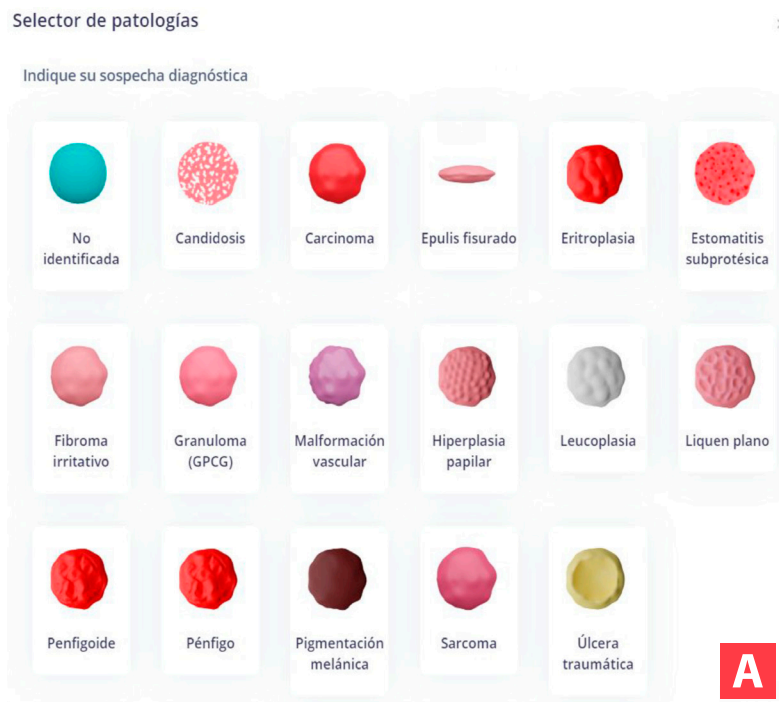 Selector de patologías
Indique su sospecha diagnóstica
No
identificada
Candidosis
Carcinoma
Epulis fisurado
Eritroplasia
Estomatitis
subprotésica
Fibroma
irritativo
Granuloma
(GPCG)
Malformación
vascular
Hiperplasia
papilar
Leucoplasia
Liquen plano
Penfigoide
Pénfigo
Pigmentación
melánica
Sarcoma
Úlcera
traumática
A